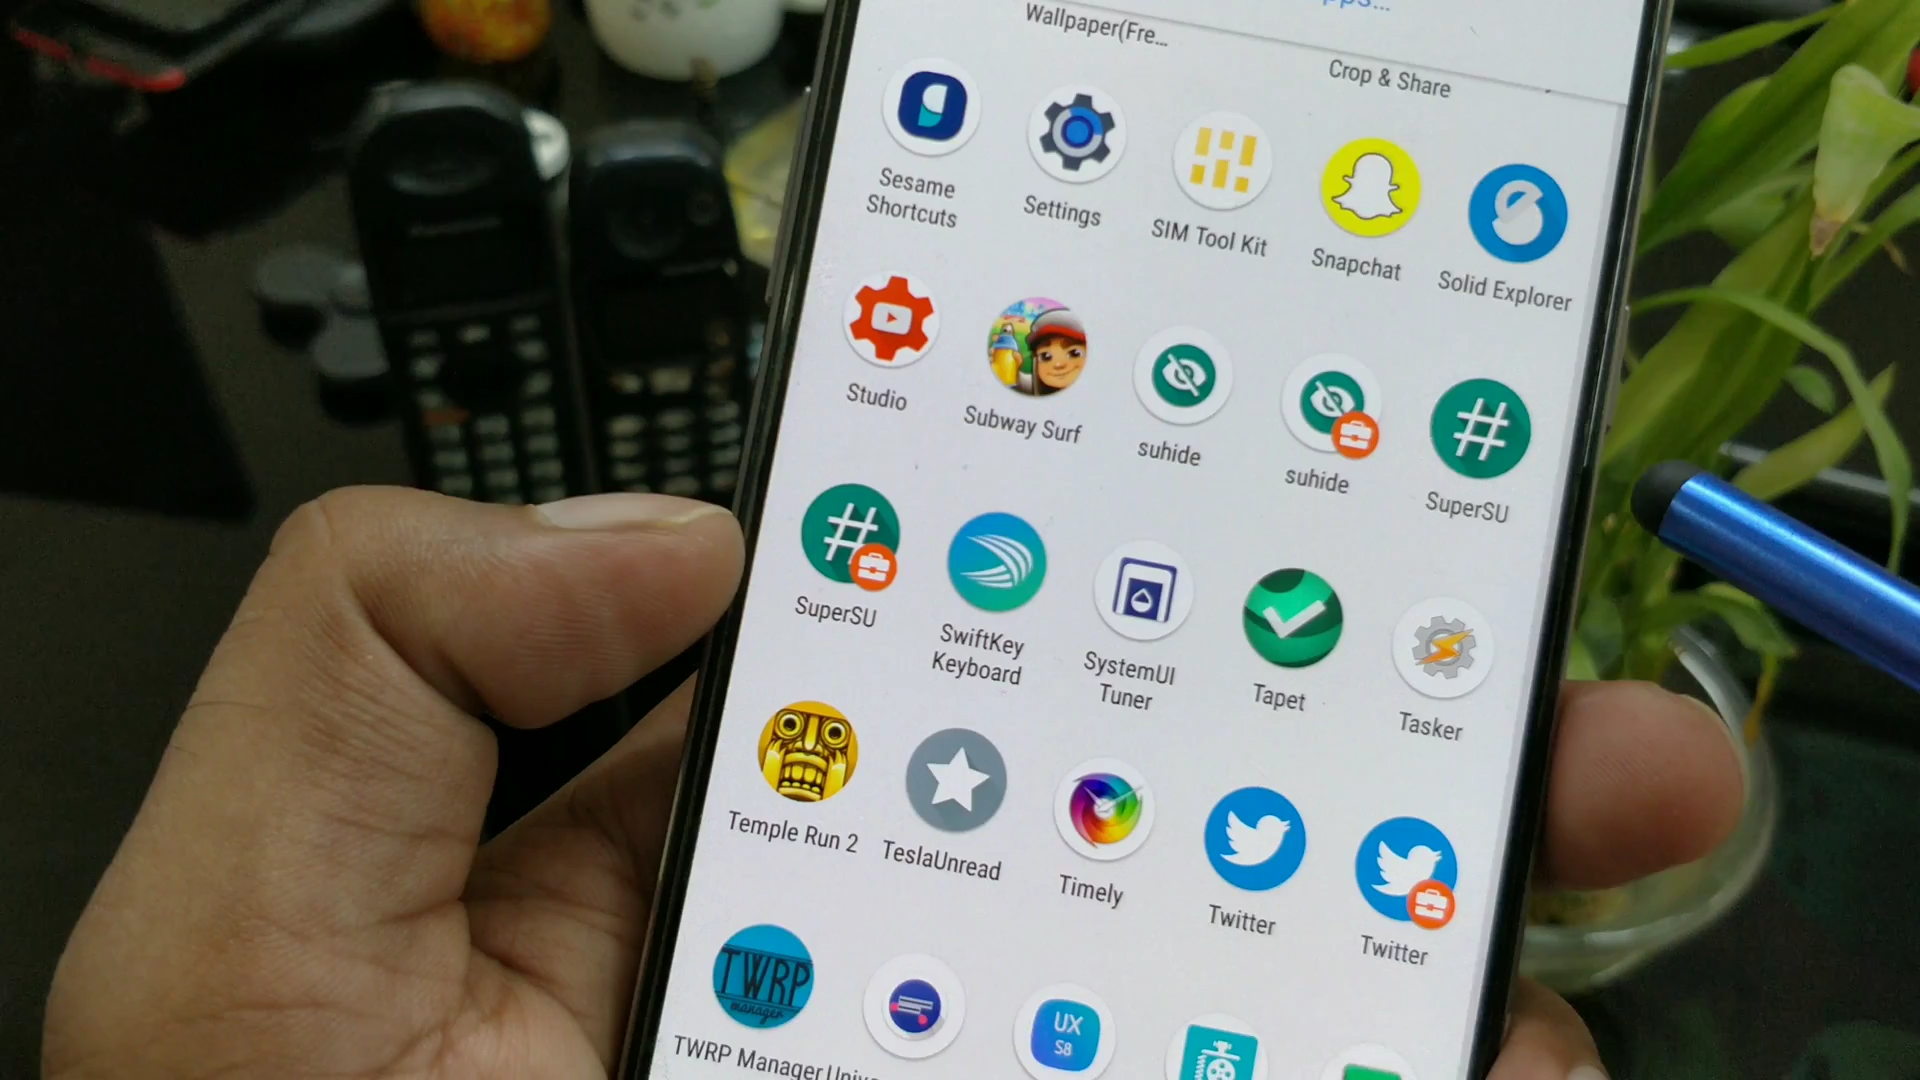 Wallpaper(Fre...
Crop & Share
Sesame
Shortcuts
Settings
SIM Tool Kit
Snapchat
Solid Explorer
Studio
Subway Surf
suhide
suhide
SuperSU
SuperSU
SwiftKey
Keyboard
SystemUI
Tuner
Tapet
Tasker
Temple Run 2
TeslaUnread
Timely
Twitter
Twitter
TWRP
manager
UX
S8
TWRP Manager